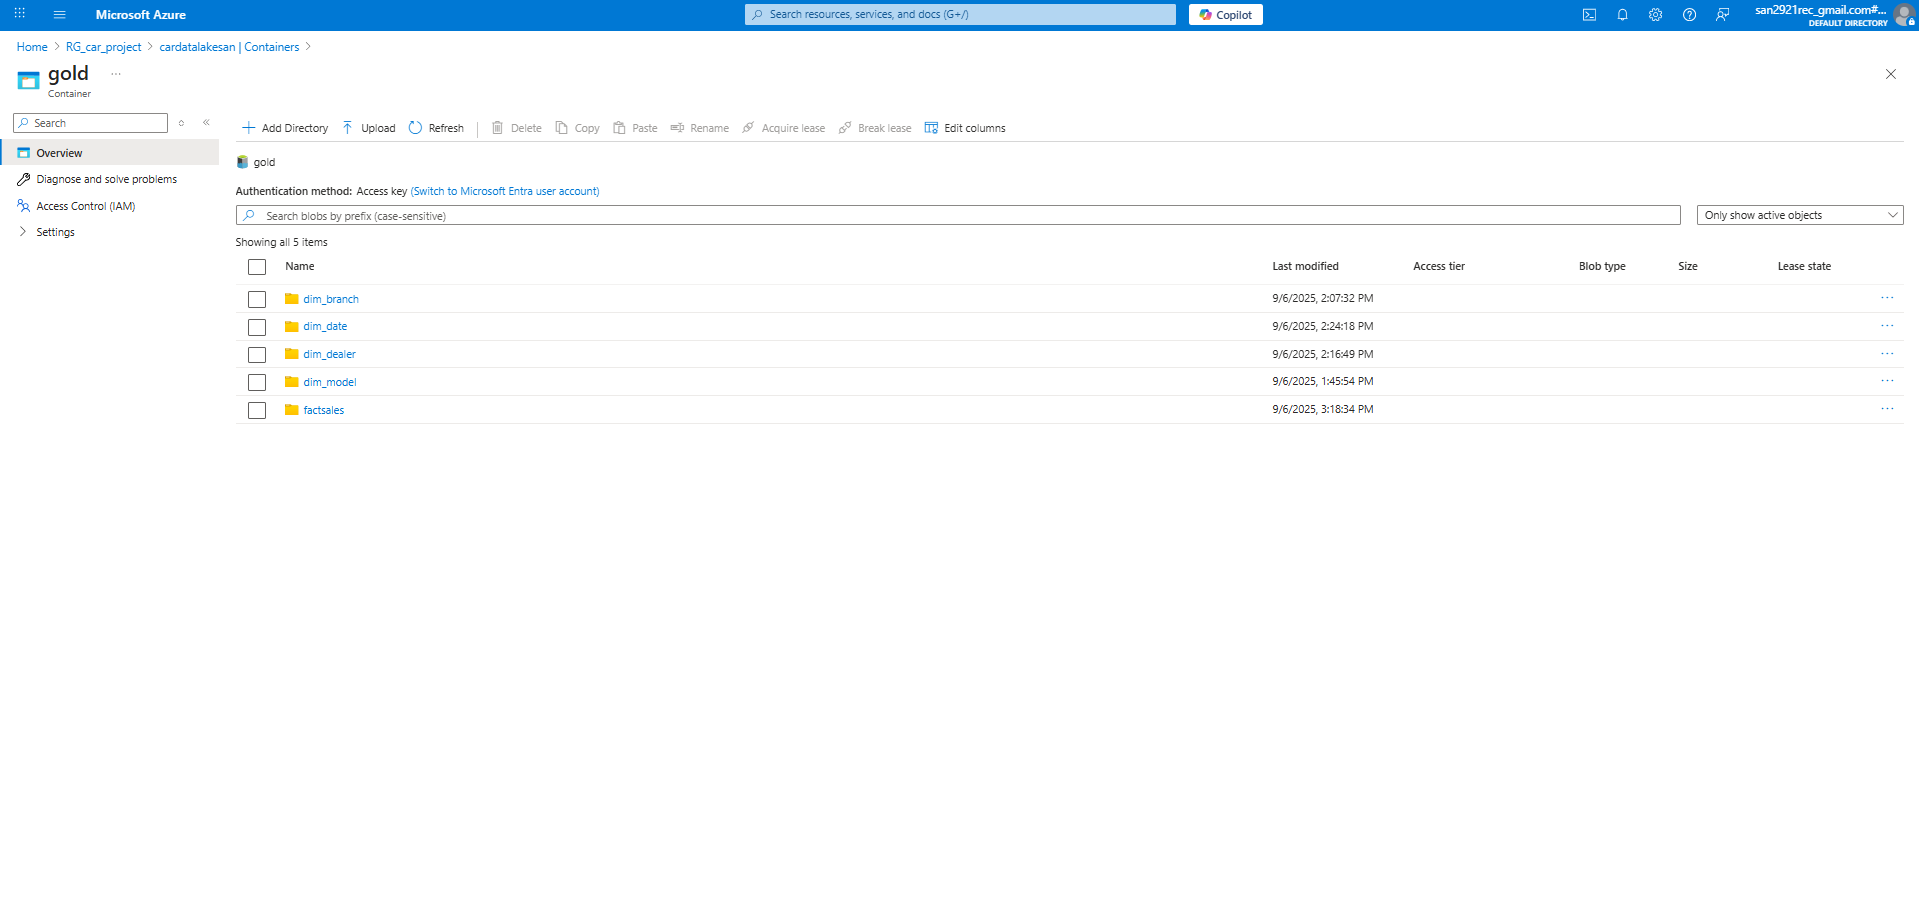 Microsoft Azure
Search resources, services, and docs (G+/)
Copilot
san2921rec_gmail.com#...
DEFAULT DIRECTORY
Home > RG_car_project > cardatalakesan | Containers >
gold ...
Container
Search
Overview
Diagnose and solve problems
Access Control (IAM)
Settings
Add Directory Upload Refresh Delete Copy Paste Rename Acquire lease Break lease Edit columns
gold
Authentication method: Access key (Switch to Microsoft Entra user account)
Search blobs by prefix (case-sensitive)
Only show active objects
Showing all 5 items
Name Last modified Access tier Blob type Size Lease state
dim_branch 9/6/2025, 2:07:32 PM ...
dim_date 9/6/2025, 2:24:18 PM ...
dim_dealer 9/6/2025, 2:16:49 PM ...
dim_model 9/6/2025, 1:45:54 PM ...
factsales 9/6/2025, 3:18:34 PM ...